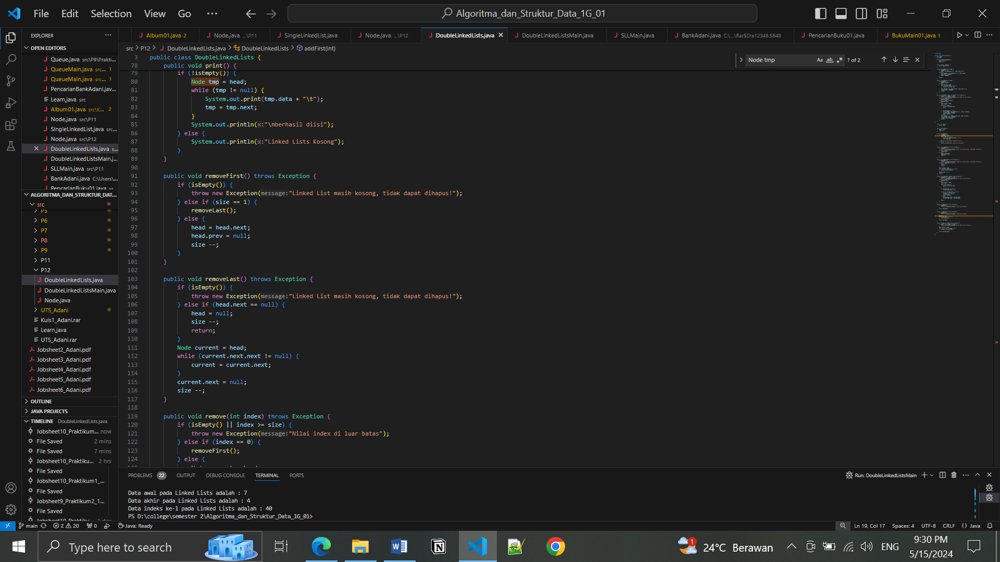 File Edit Selection View Go ···
Algoritma_dan_Struktur_Data_1G_01
EXPLORER
OPEN EDITORS
Queue.java src\P9\Prakti...
QueueMain.java src... 1
QueueMain.java src... 1
PencarianBankAdani.jav...
Learn.java src
Album01.java src\K... 2
Node.java src\P11
SingleLinkedList.java src...
Node.java src\P12
DoubleLinkedLists.java s...
DoubleLinkedListsMain.j...
SLLMain.java src\P11
BankAdani.java C:\Users\...
PencarianBuku01.java sr...
ALGORITMA_DAN_STRUKTUR_DAT...
src
P5
P6
P7
P8
P9
P11
P12
DoubleLinkedLists.java
DoubleLinkedListsMain.java
Node.java
UTS_Adani
Kuis1_Adani.rar
Learn.java
UTS_Adani.rar
Jobsheet2_Adani.pdf
Jobsheet3_Adani.pdf
Jobsheet4_Adani.pdf
Jobsheet5_Adani.pdf
Jobsheet6_Adani.pdf
OUTLINE
JAVA PROJECTS
TIMELINE DoubleLinkedLists.java
Jobsheet10_Praktikum... now
File Saved 2 mins
File Saved 7 mins
Jobsheet10_Praktiku... 2 hrs
File Saved
Jobsheet10_Praktikum1_...
File Saved
Jobsheet9_Praktikum2_1...
File Saved
Jobsheet10_Praktiku... 1 day
Album01.java 2 Node.java ...\P11 SingleLinkedList.java Node.java ...\P12 DoubleLinkedLists.java DoubleLinkedListsMain.java SLLMain.java BankAdani.java C:\...\Rar$DIa12348.5649 PencarianBuku01.java BukuMain01.java 1
src > P12 > DoubleLinkedLists.java > DoubleLinkedLists > addFirst(int)
Node tmp Aa ab .* ? of 2
3 public class DoubleLinkedLists {
78 public void print() {
79 if (!isEmpty()) {
80 Node tmp = head;
81 while (tmp != null) {
82 System.out.print(tmp.data + "\t");
83 tmp = tmp.next;
84 }
85 System.out.println(x:"\nberhasil diisi");
86 } else {
87 System.out.println(x:"Linked Lists Kosong");
88 }
89 }
90
91 public void removeFirst() throws Exception {
92 if (isEmpty()) {
93 throw new Exception(message:"Linked List masih kosong, tidak dapat dihapus!");
94 } else if (size == 1) {
95 removeLast();
96 } else {
97 head = head.next;
98 head.prev = null;
99 size --;
100 }
101 }
102
103 public void removeLast() throws Exception {
104 if (isEmpty()) {
105 throw new Exception(message:"Linked List masih kosong, tidak dapat dihapus!");
106 } else if (head.next == null) {
107 head = null;
108 size --;
109 return;
110 }
111 Node current = head;
112 while (current.next.next != null) {
113 current = current.next;
114 }
115 current.next = null;
116 size --;
117 }
118
119 public void remove(int index) throws Exception {
120 if (isEmpty() || index >= size) {
121 throw new Exception(message:"Nilai index di luar batas");
122 } else if (index == 0) {
123 removeFirst();
124 } else {
PROBLEMS 22 OUTPUT DEBUG CONSOLE TERMINAL PORTS
Run: DoubleLinkedListsMain
Data awal pada Linked Lists adalah : 7
Data akhir pada Linked Lists adalah : 4
Data indeks ke-1 pada Linked Lists adalah : 40
PS D:\college\semester 2\Algoritma_dan_Struktur_Data_1G_01>
main 2 20 0 Java: Ready
Ln 19, Col 17 Spaces: 4 UTF-8 CRLF {} Java
Type here to search
1 24°C Berawan ENG
9:30 PM
5/15/2024